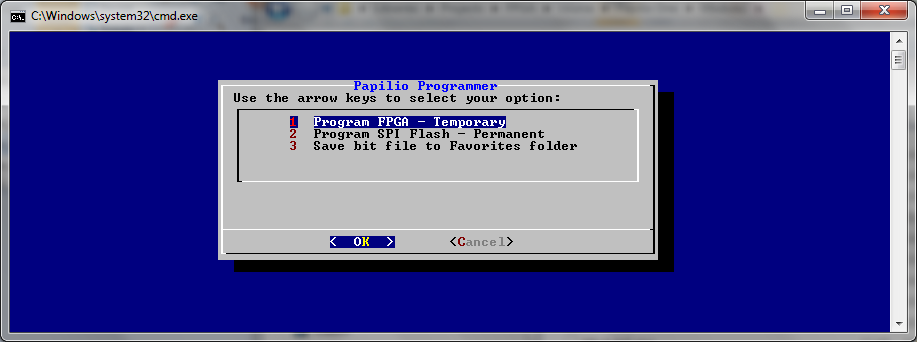 C:\Windows\system32\cmd.exe
Papilio Programmer
Use the arrow keys to select your option:
1 Program FPGA - Temporary
2 Program SPI Flash - Permanent
3 Save bit file to Favorites folder
< OK > <Cancel>